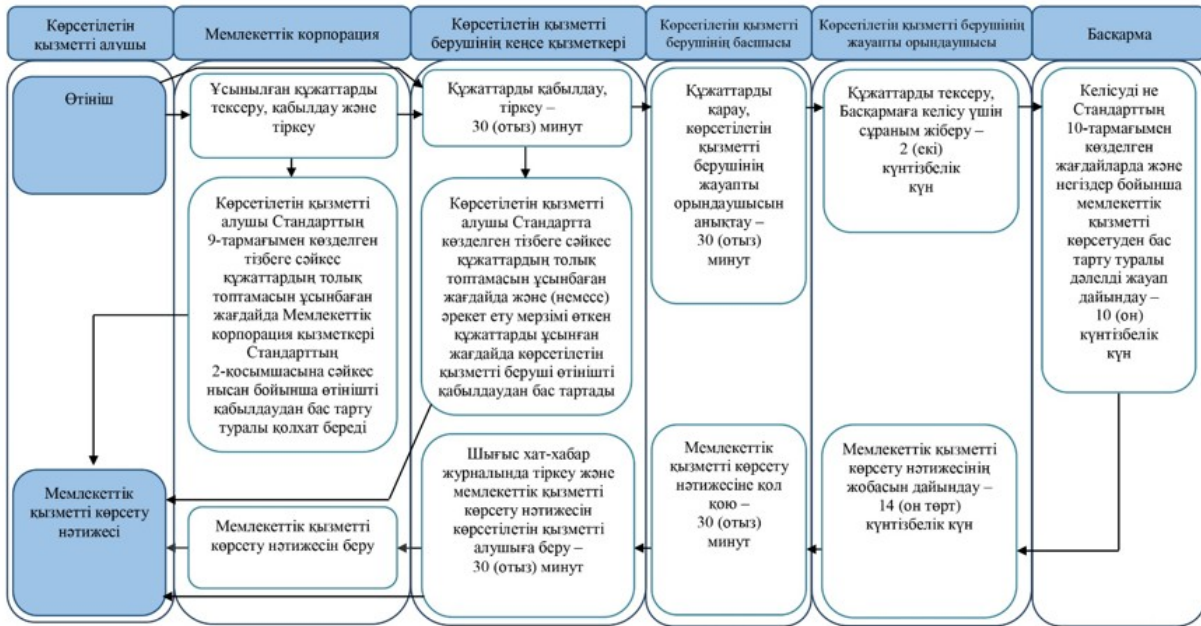 Көрсетілетін
қызметті алушы
Мемлекеттік корпорация
Көрсетілетін қызметті
берушінің кеңсе қызметкері
Көрсетілетін қызметті
берушінің басшысы
Көрсетілетін қызметті берушінің
жауапты орындаушысы
Басқарма
Өтініш
Ұсынылған құжаттарды
тексеру, қабылдау және
тіркеу
Құжаттарды қабылдау,
тіркеу –
30 (отыз) минут
Құжаттарды
қарау,
көрсетілетін
қызметті
берушінің
жауапты
орындаушысын
анықтау –
30 (отыз)
минут
Құжаттарды тексеру,
Басқармаға келісу үшін
сұраным жіберу –
2 (екі)
күнтізбелік
күн
Келісуді не
Стандарттың
10-тармағымен
көзделген
жағдайларда және
негіздер бойынша
мемлекеттік
қызметті
көрсетуден бас
тарту туралы
дәлелді жауап
дайындау –
10 (он)
күнтізбелік
күн
Көрсетілетін қызметті
алушы Стандарттың
9-тармағымен көзделген
тізбеге сәйкес
құжаттардың толық
топтамасын ұсынбаған
жағдайда Мемлекеттік
корпорация қызметкері
Стандарттың
2-қосымшасына сәйкес
нысан бойынша өтінішті
қабылдаудан бас тарту
туралы қолхат береді
Көрсетілетін қызметті
алушы Стандартта
көзделген тізбеге сәйкес
құжаттардың толық
топтамасын ұсынбаған
жағдайда және (немесе)
әрекет ету мерзімі өткен
құжаттарды ұсынған
жағдайда көрсетілетін
қызметті беруші өтінішті
қабылдаудан бас тартады
Мемлекеттік
қызметті көрсету
нәтижесі
Мемлекеттік қызметті
көрсету нәтижесін беру
Шығыс хат-хабар
журналында тіркеу және
мемлекеттік қызметті
көрсету нәтижесін
көрсетілетін қызметті
алушыға беру –
30 (отыз) минут
Мемлекеттік
қызметті көрсету
нәтижесіне қол
қою –
30 (отыз)
минут
Мемлекеттік қызметті
көрсету нәтижесінің
жобасын дайындау –
14 (он төрт)
күнтізбелік күн